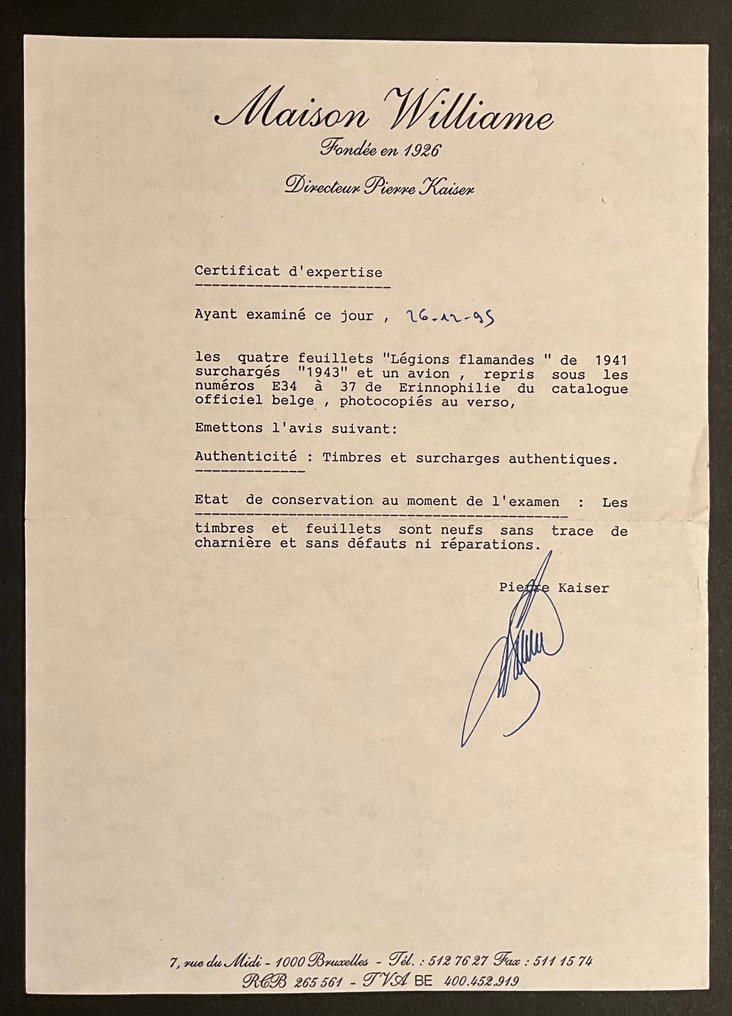 Maison Williame
Fondée en 1926
Directeur Pierre Kaiser
Certificat d'expertise
Ayant examiné ce jour , 26-12-95
les quatre feuillets "Légions flamandes " de 1941
surchargés "1943" et un avion , repris sous les
numéros E34 à 37 de Erinnophilie du catalogue
officiel belge , photocopiés au verso,
Emettons l'avis suivant:
Authenticité : Timbres et surcharges authentiques.
Etat de conservation au moment de l'examen : Les
timbres et feuillets sont neufs sans trace de
charnière et sans défauts ni réparations.
Pierre Kaiser
7, rue du Midi - 1000 Bruxelles - Tél. : 512 76 27 Fax : 511 15 74
RCB 265 561 - TVA BE 400.452.919